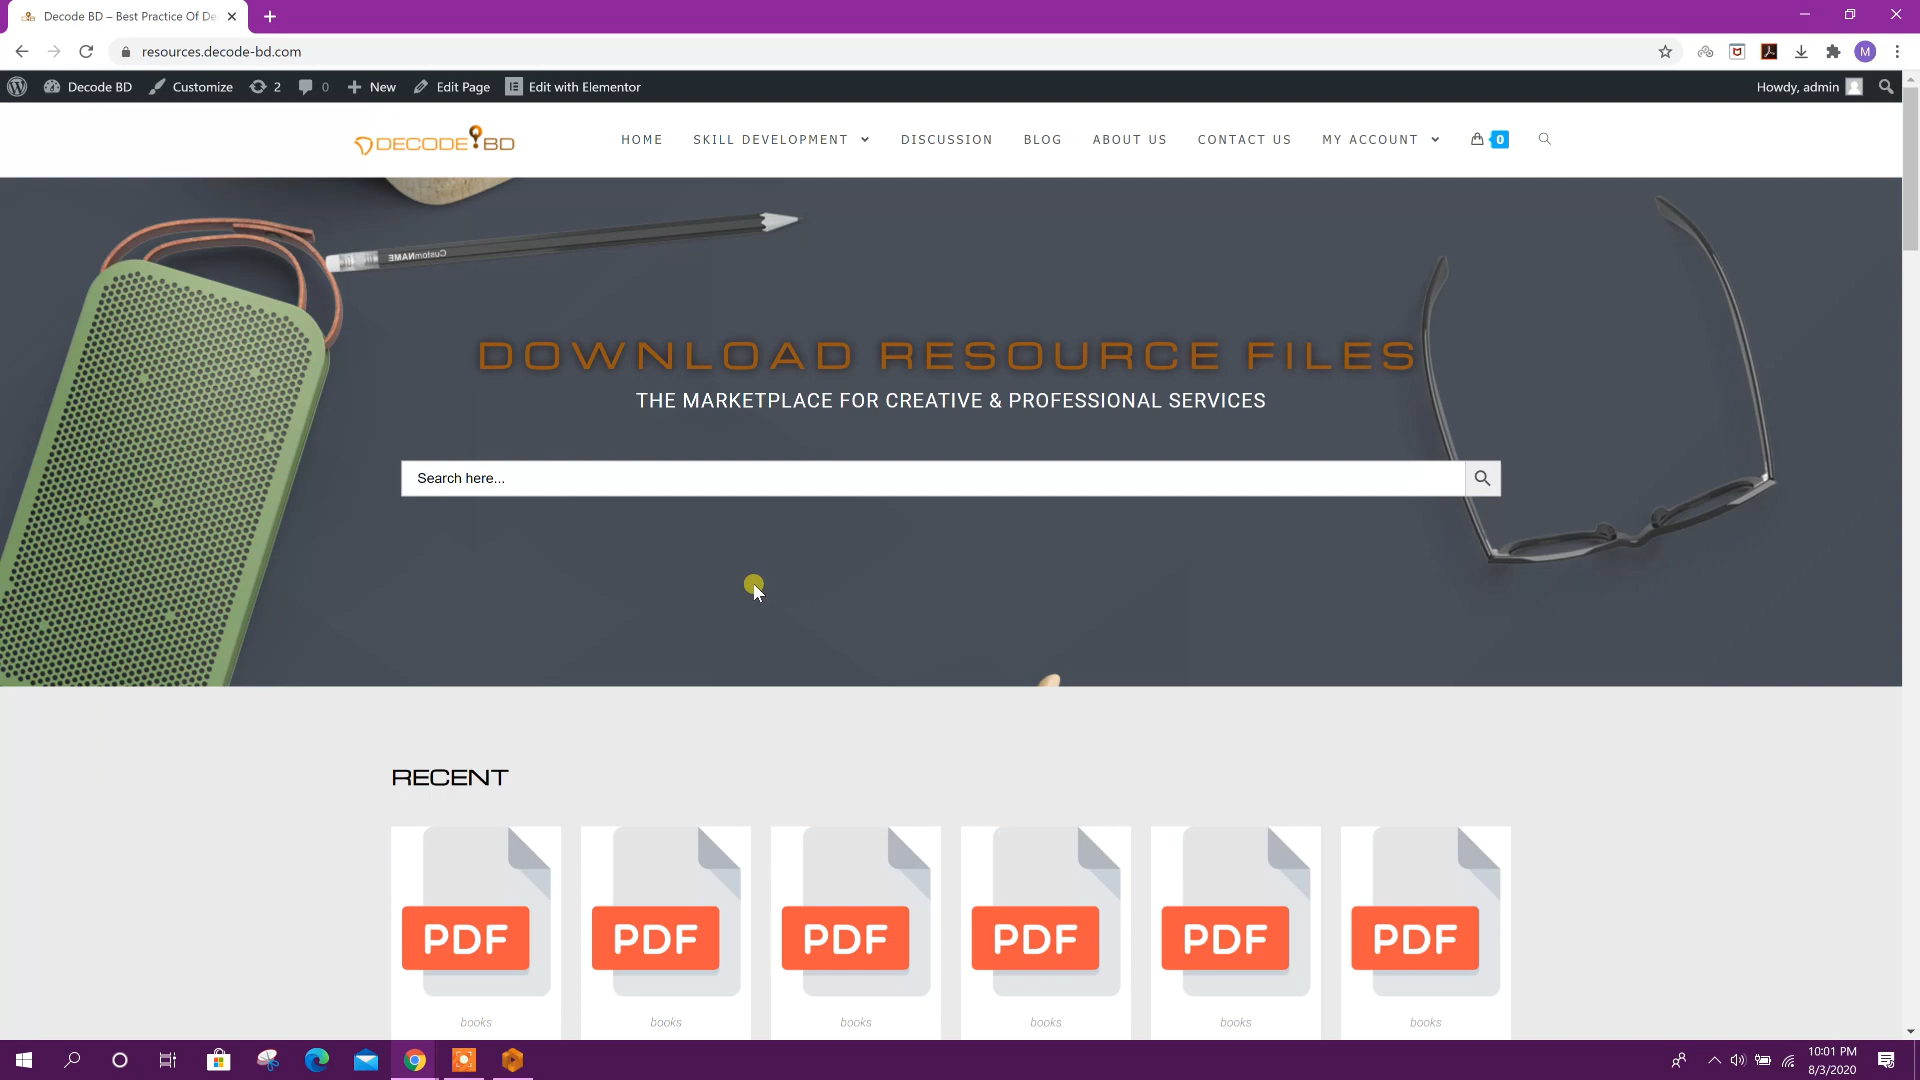 Decode BD – Best Practice Of De
resources.decode-bd.com
M
Decode BD
Customize
2
0
New
Edit Page
Edit with Elementor
Howdy, admin
DECODE BD
HOME
SKILL DEVELOPMENT
DISCUSSION
BLOG
ABOUT US
CONTACT US
MY ACCOUNT
0
CustomNAME
DOWNLOAD RESOURCE FILES
THE MARKETPLACE FOR CREATIVE & PROFESSIONAL SERVICES
Search here...
RECENT
PDF PDF PDF PDF PDF PDF
books books books books books books
10:01 PM
8/3/2020